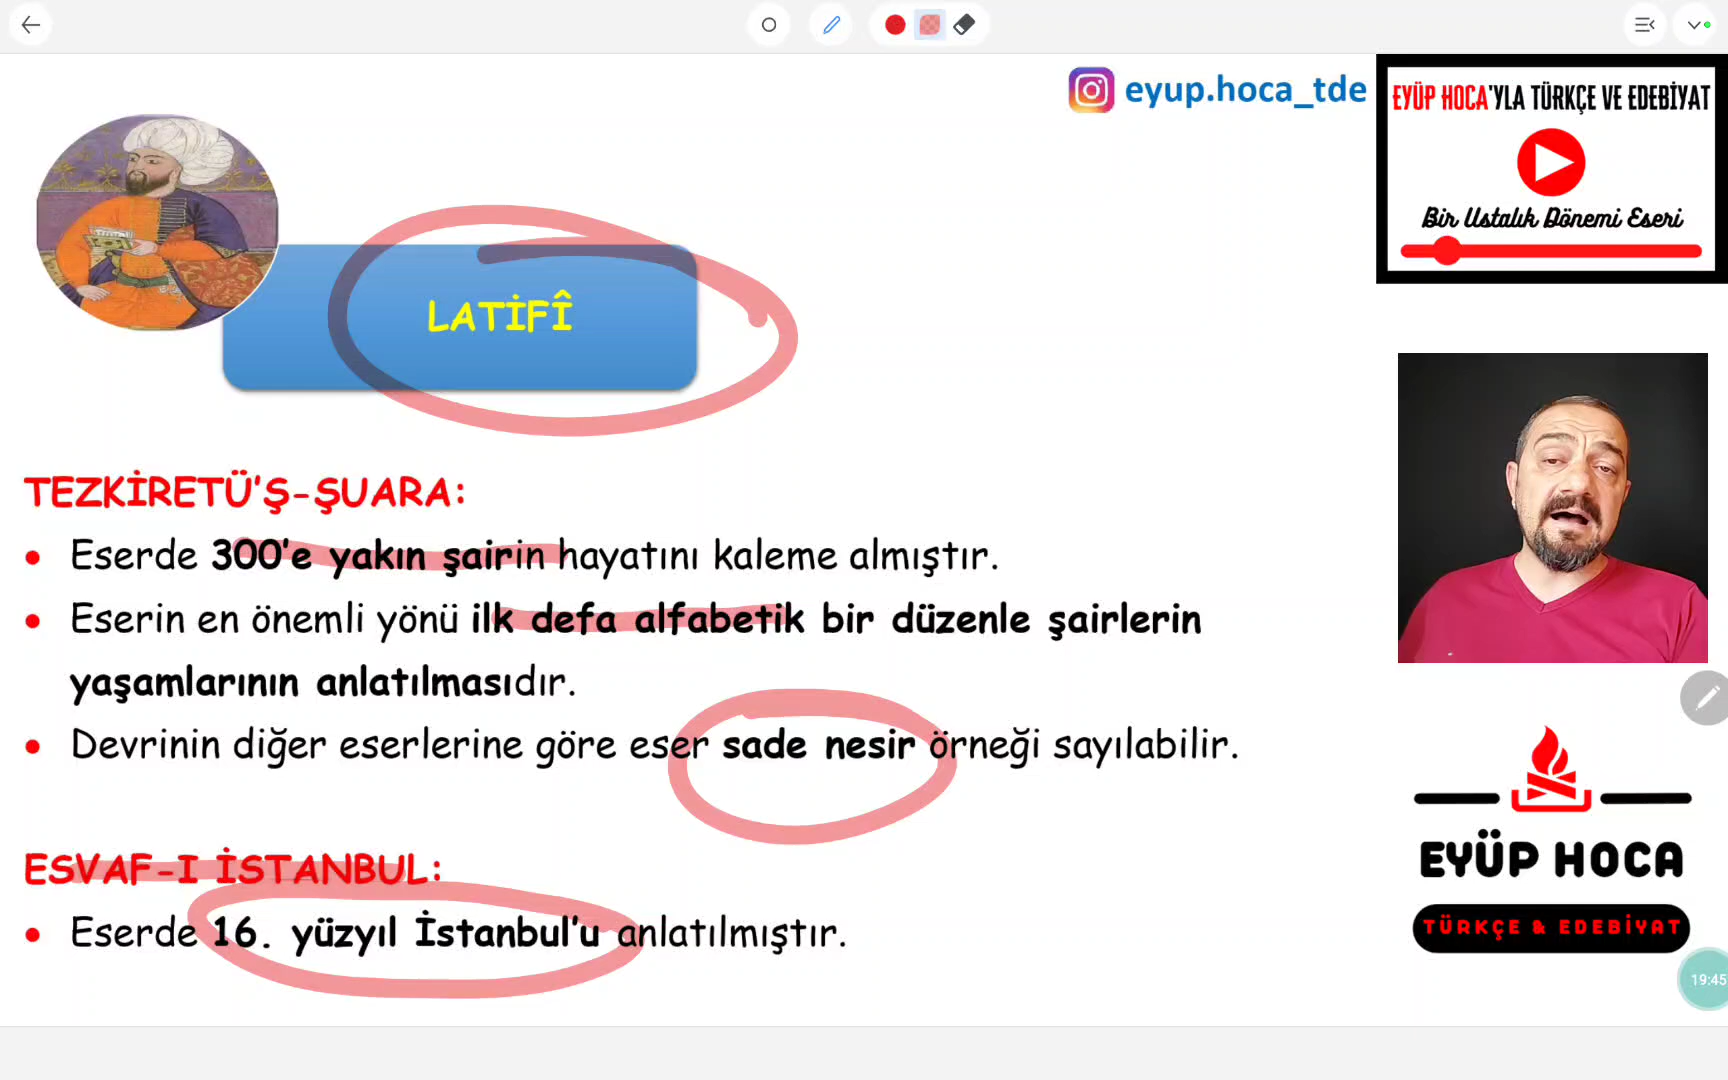 eyup.hoca_tde
EYÜP HOCA'YLA TÜRKÇE VE EDEBİYAT
Bir Ustalık Dönemi Eseri
LATİFÎ
TEZKİRETÜ'Ş-ŞUARA:
• Eserde 300'e yakın şairin hayatını kaleme almıştır.
• Eserin en önemli yönü ilk defa alfabetik bir düzenle şairlerin
yaşamlarının anlatılmasıdır.
• Devrinin diğer eserlerine göre eser sade nesir örneği sayılabilir.
ESVAF-I İSTANBUL:
• Eserde 16. yüzyıl İstanbul'u anlatılmıştır.
EYÜP HOCA
TÜRKÇE & EDEBİYAT
19:45